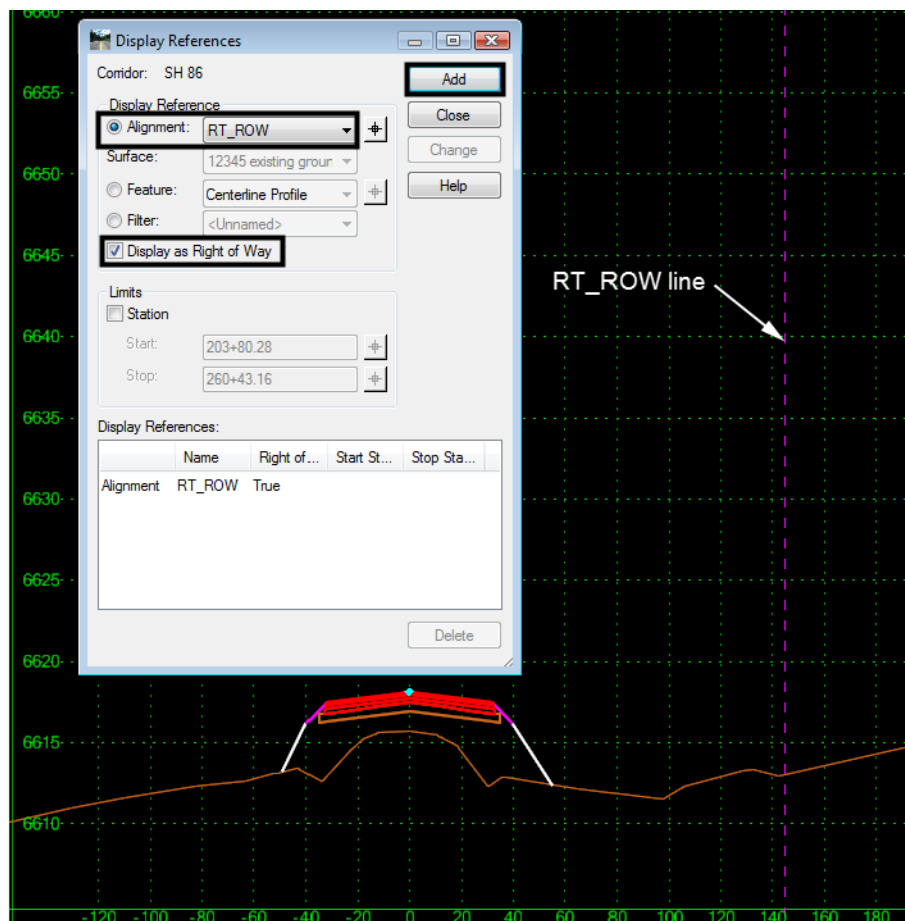 6660
Display References
Corridor: SH 86
Add
6655
Display Reference
Alignment: RT_ROW
Close
Surface: 12345 existing groun
Change
6650
Feature: Centerline Profile
Help
Filter: <Unnamed>
6645
Display as Right of Way
RT_ROW line
Limits
Station
6640
Start: 203+80.28
Stop: 260+43.16
6635
Display References:
Name Right of... Start St... Stop Sta...
Alignment RT_ROW True
6630
6625
Delete
6620
6615
6610
-120 -100 -80 -60 -40 -20 0 20 40 60 80 100 120 140 160 180